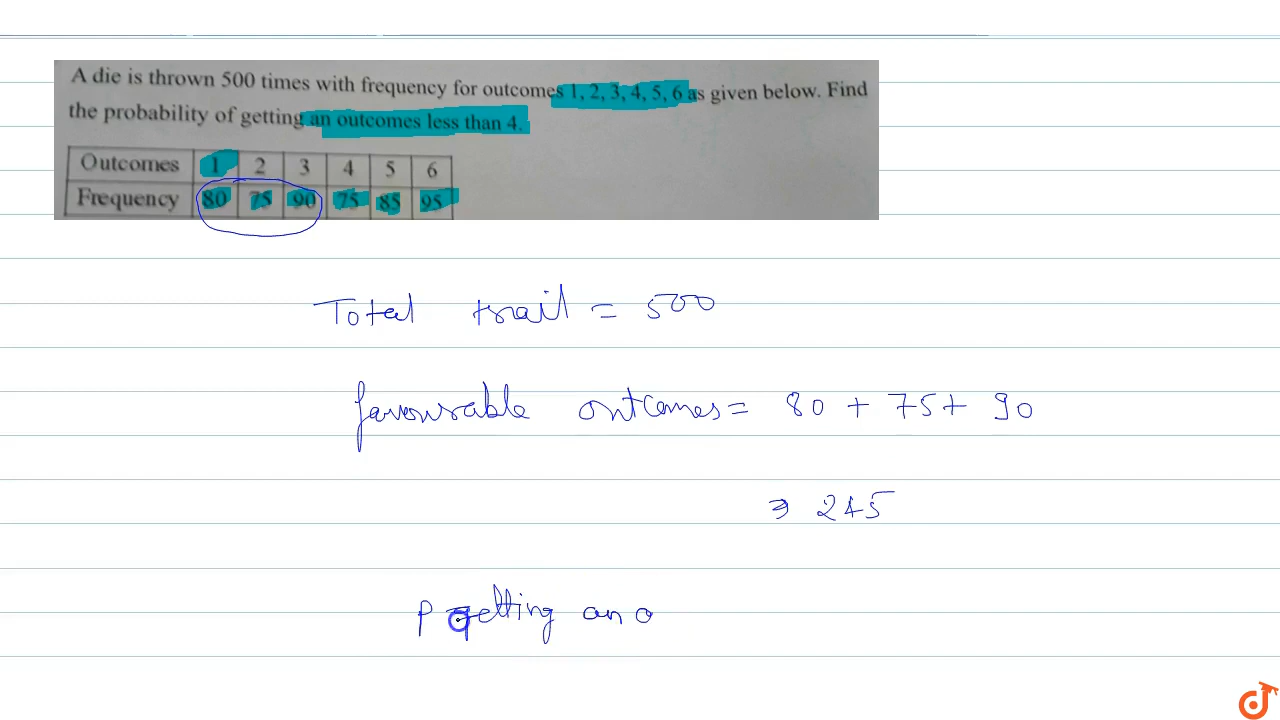 A die is thrown 500 times with frequency for outcomes 1, 2, 3, 4, 5, 6 as given below. Find
the probability of getting an outcomes less than 4.
Outcomes 1 2 3 4 5 6
Frequency 80 75 90 75 85 95
Total trail = 500
favourable outcomes = 80 + 75 + 90
⇒ 245
P getting an o